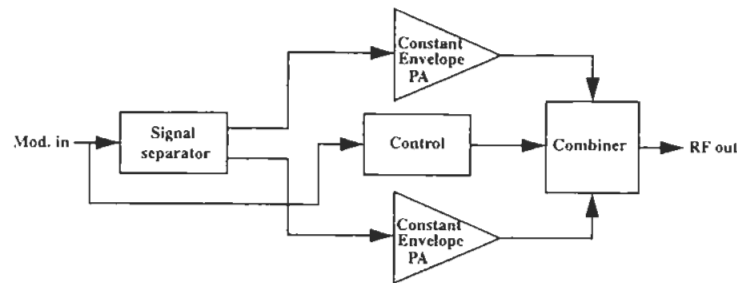 Constant
Envelope
PA
Mod. in
Signal
separator
Control
Combiner
RF out
Constant
Envelope
PA